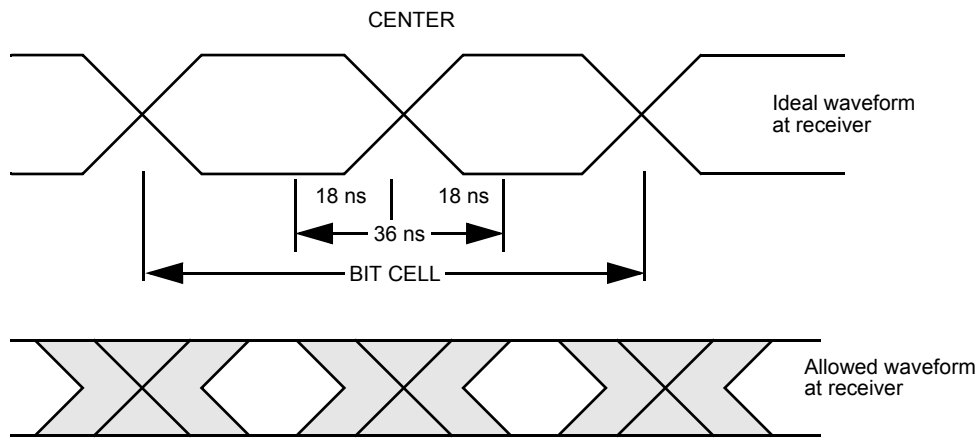 CENTER
Ideal waveform
at receiver
18 ns
18 ns
36 ns
BIT CELL
Allowed waveform
at receiver